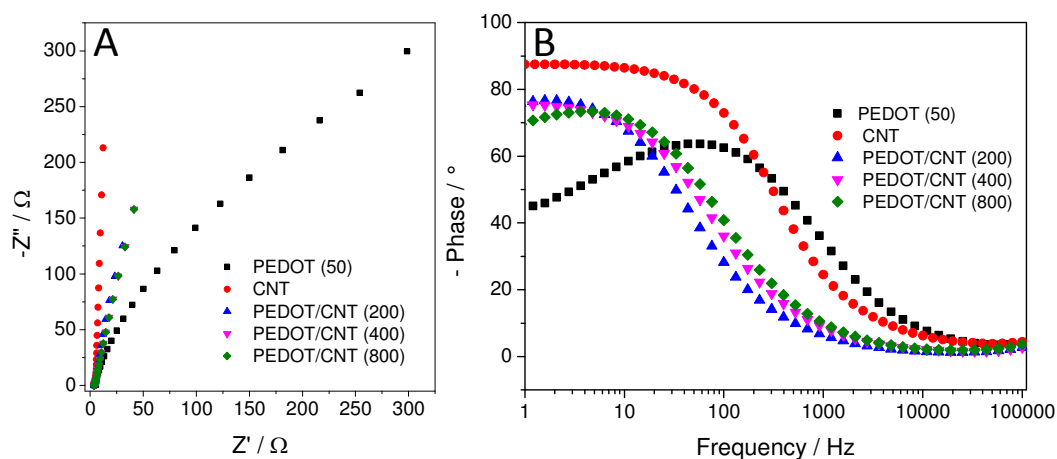 A
300
250
200
150
100
50
0
-Z'' / Ω
0 50 100 150 200 250 300
Z' / Ω
PEDOT (50)
CNT
PEDOT/CNT (200)
PEDOT/CNT (400)
PEDOT/CNT (800)
B
100
80
60
40
20
0
- Phase / °
1 10 100 1000 10000 100000
Frequency / Hz
PEDOT (50)
CNT
PEDOT/CNT (200)
PEDOT/CNT (400)
PEDOT/CNT (800)